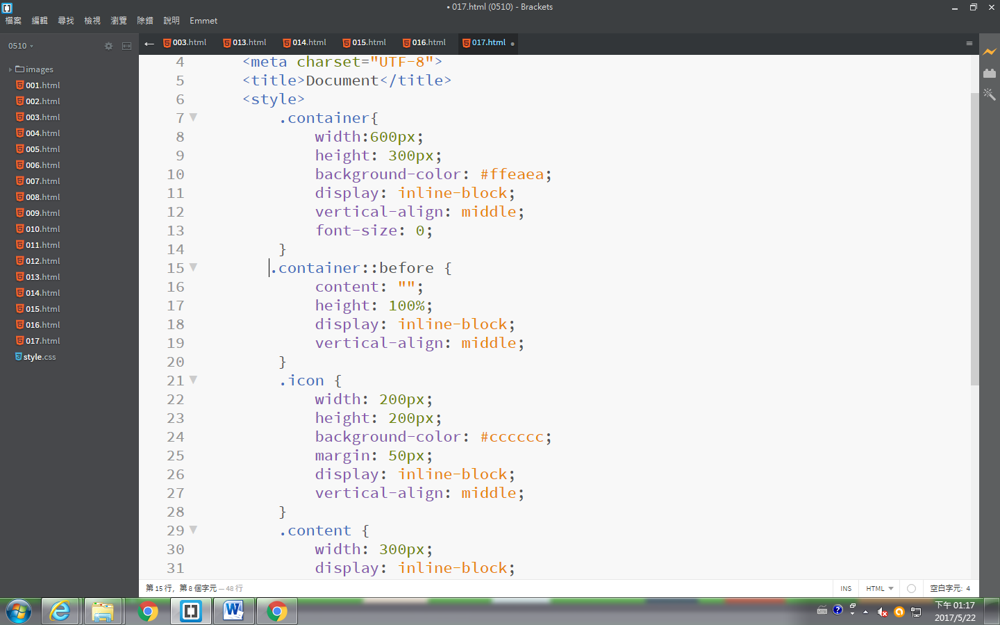 • 017.html (0510) - Brackets
檔案 編輯 尋找 檢視 瀏覽 除錯 說明 Emmet
0510
003.html 013.html 014.html 015.html 016.html 017.html
images
001.html
002.html
003.html
004.html
005.html
006.html
007.html
008.html
009.html
010.html
011.html
012.html
013.html
014.html
015.html
016.html
017.html
style.css
4 <meta charset="UTF-8">
5 <title>Document</title>
6 <style>
7 .container{
8 width:600px;
9 height: 300px;
10 background-color: #ffeaea;
11 display: inline-block;
12 vertical-align: middle;
13 font-size: 0;
14 }
15 .container::before {
16 content: "";
17 height: 100%;
18 display: inline-block;
19 vertical-align: middle;
20 }
21 .icon {
22 width: 200px;
23 height: 200px;
24 background-color: #cccccc;
25 margin: 50px;
26 display: inline-block;
27 vertical-align: middle;
28 }
29 .content {
30 width: 300px;
31 display: inline-block;
第 15 行，第 8 個字元 — 48 行
INS HTML 空白字元: 4
下午 01:17
2017/5/22